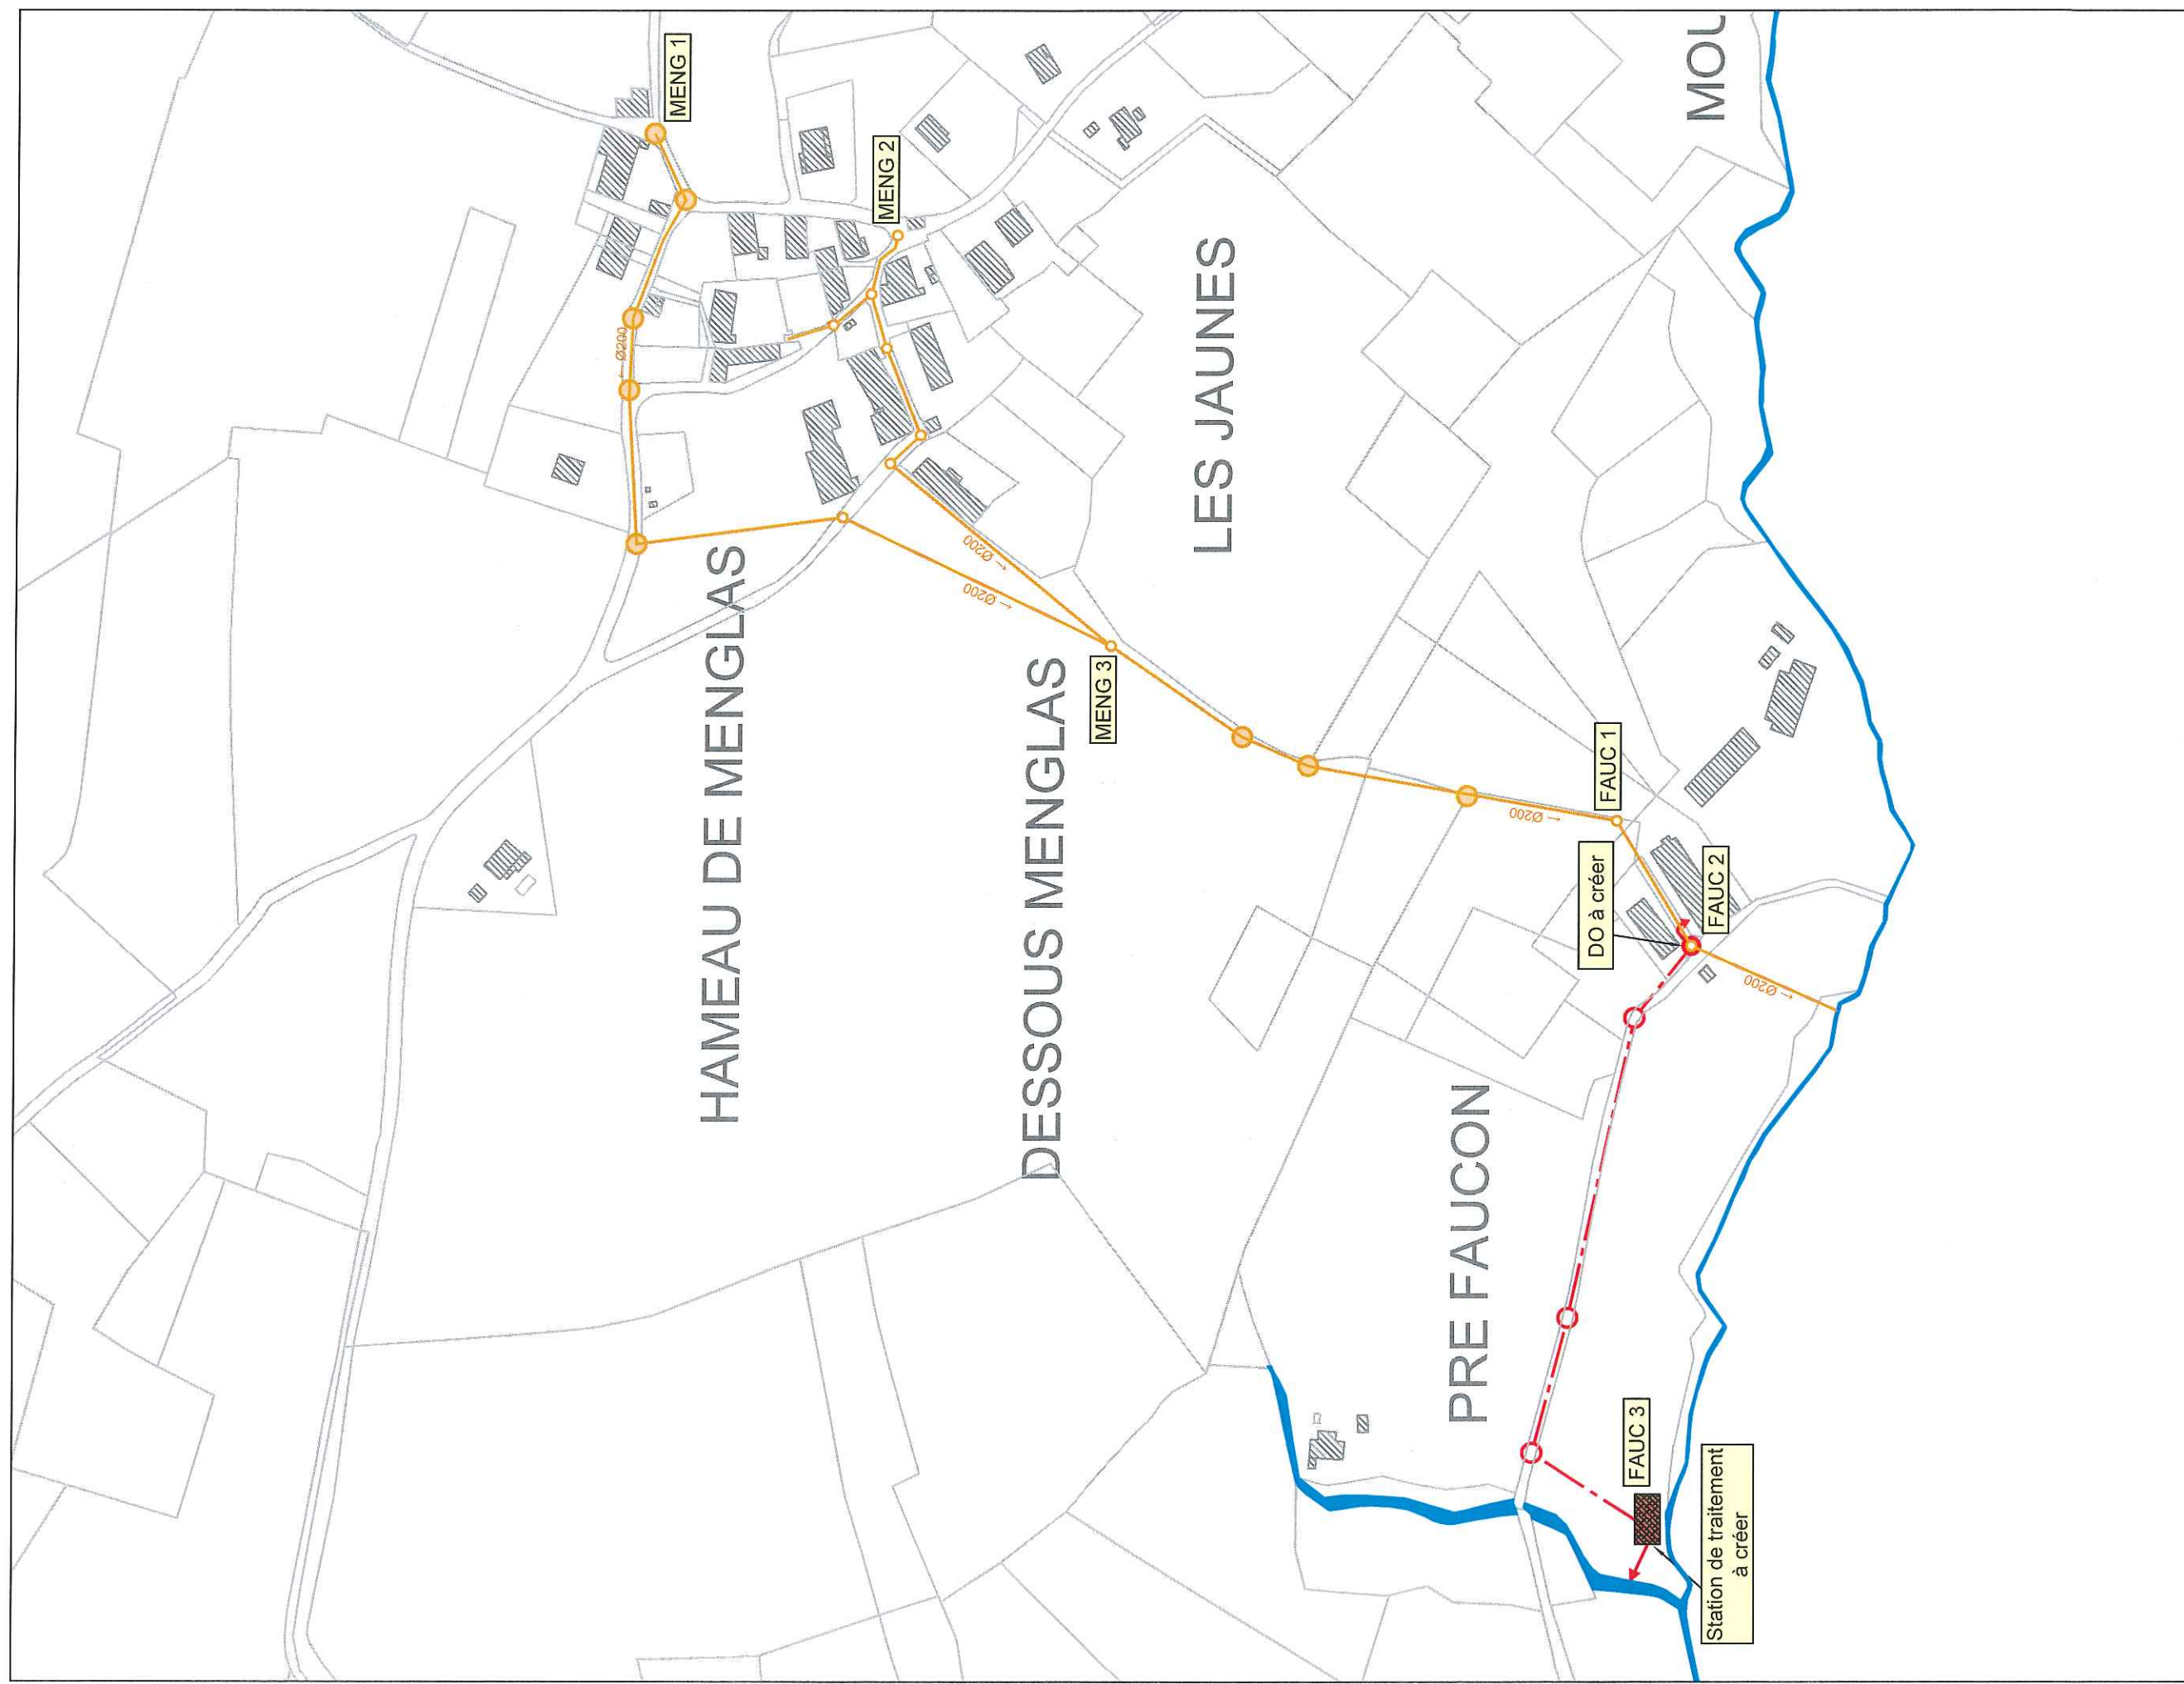 MENG 1
MENG 2
Ø200
MOU
LES JAUNES
← Ø200
← Ø200
HAMEAU DE MENGLAS
MENG 3
DESSOUS MENGLAS
← Ø200
FAUC 1
DO à créer
FAUC 2
← Ø200
PRE FAUCON
FAUC 3
Station de traitement
à créer